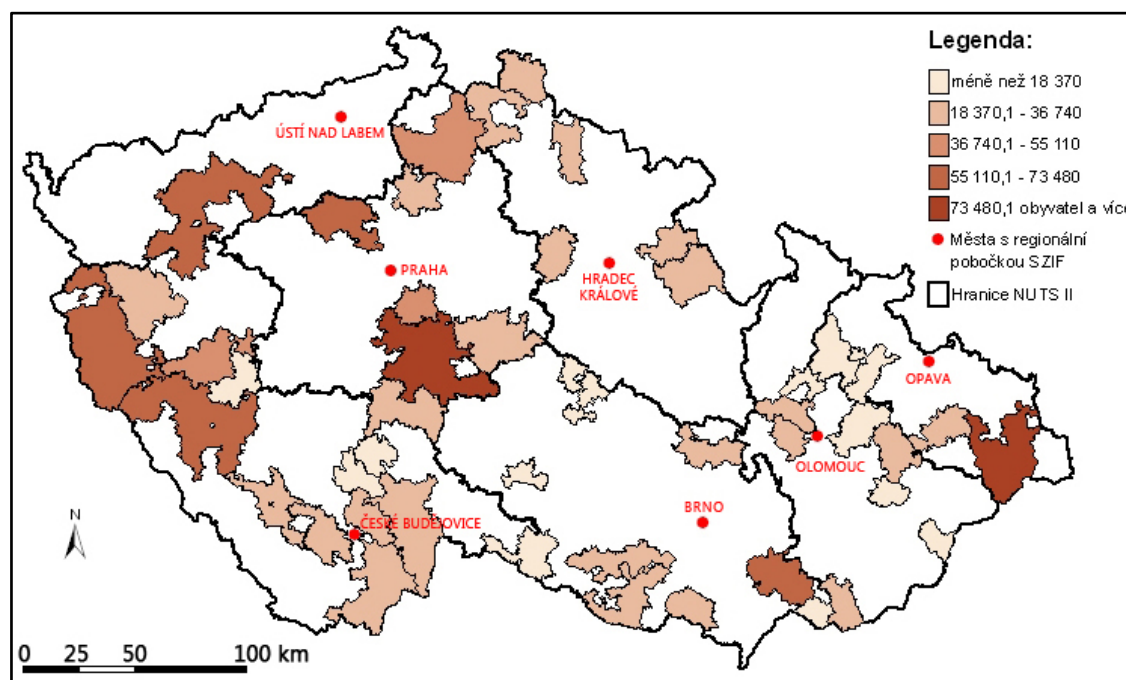 Legenda:
méně než 18 370
18 370,1 - 36 740
36 740,1 - 55 110
55 110,1 - 73 480
73 480,1 obyvatel a více
Města s regionální
pobočkou SZIF
Hranice NUTS II
ÚSTÍ NAD LABEM
PRAHA
HRADEC
KRÁLOVÉ
OPAVA
OLOMOUC
BRNO
ČESKÉ BUDĚJOVICE
N
0 25 50 100 km